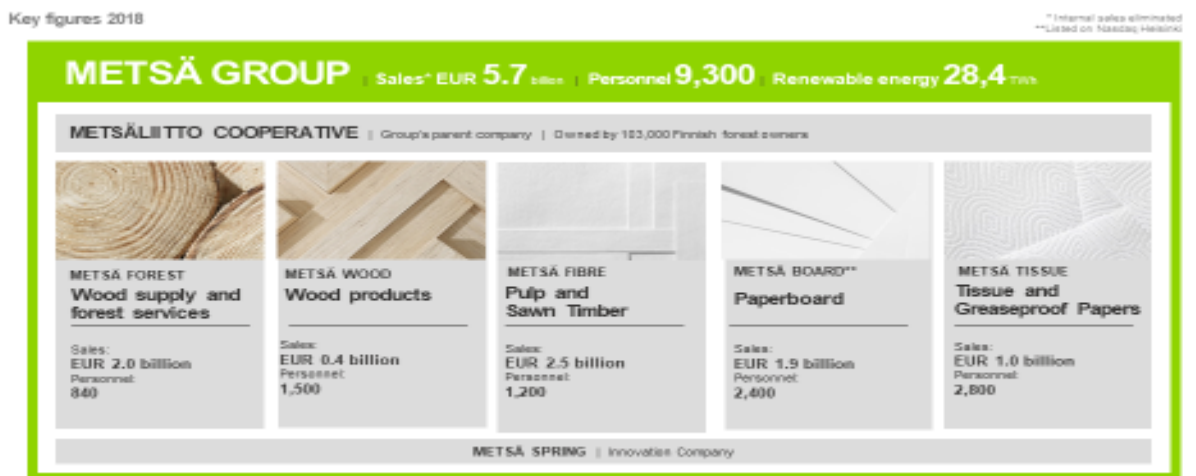 Key figures 2018
* Internal sales eliminated
**Listed on Nasdaq Helsinki
METSÄ GROUP | Sales* EUR 5.7 billion | Personnel 9,300 | Renewable energy 28,4 TWh
METSÄLIITTO COOPERATIVE | Group's parent company | Owned by 103,000 Finnish forest owners
METSÄ FOREST
Wood supply and
forest services
Sales:
EUR 2.0 billlion
Personnel:
840
METSÄ WOOD
Wood products
Sales:
EUR 0.4 billlion
Personnel:
1,500
METSÄ FIBRE
Pulp and
Sawn Timber
Sales:
EUR 2.5 billlion
Personnel:
1,200
METSÄ BOARD**
Paperboard
Sales:
EUR 1.9 billlion
Personnel:
2,400
METSÄ TISSUE
Tissue and
Greaseproof Papers
Sales:
EUR 1.0 billlion
Personnel:
2,800
METSÄ SPRING | Innovation Company